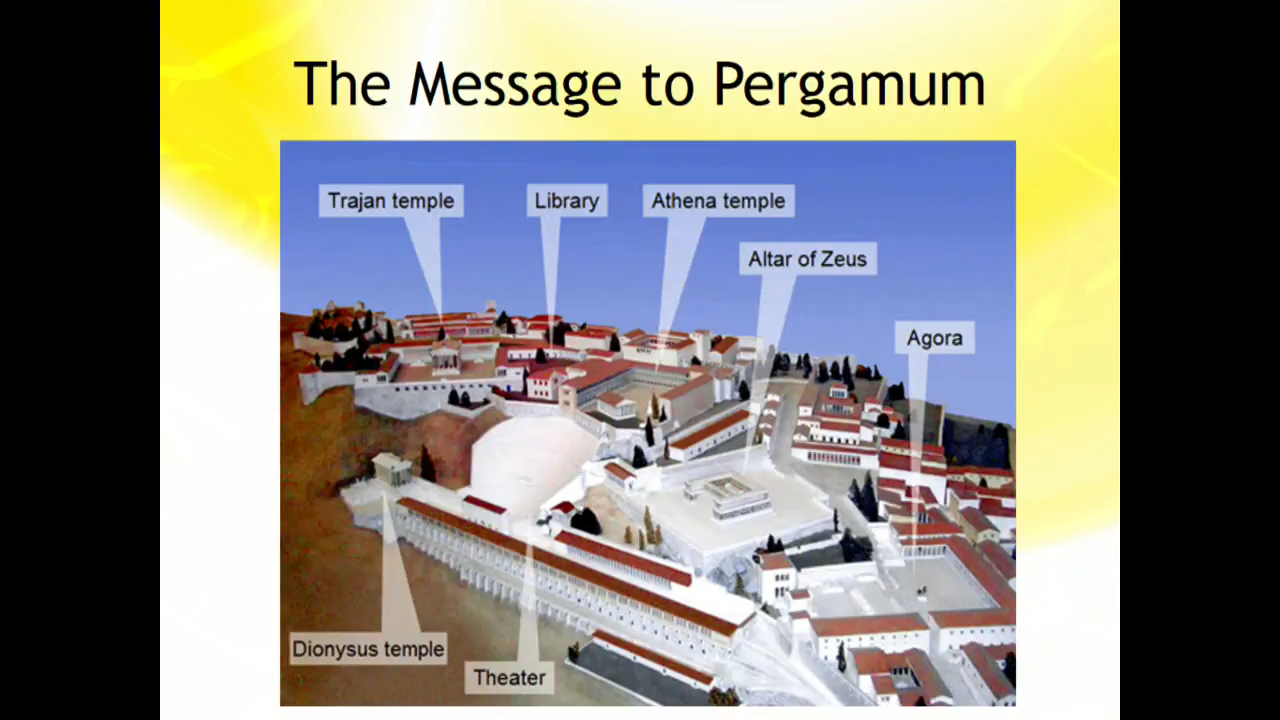 The Message to Pergamum
Trajan temple
Library
Athena temple
Altar of Zeus
Agora
Dionysus temple
Theater